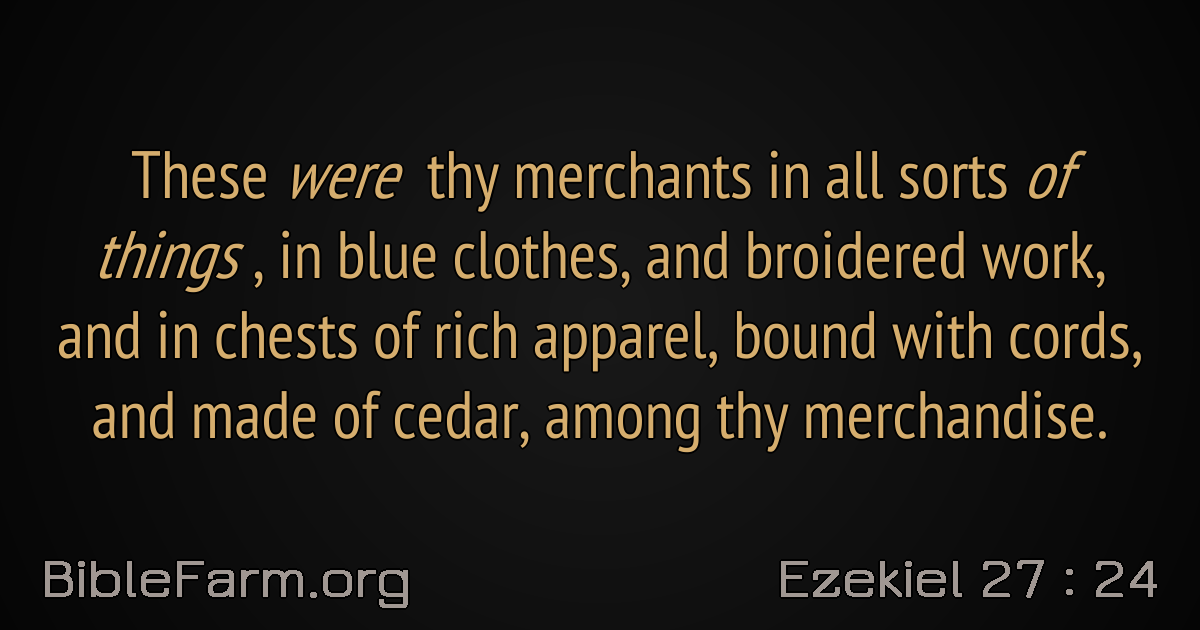 These were thy merchants in all sorts of
things , in blue clothes, and broidered work,
and in chests of rich apparel, bound with cords,
and made of cedar, among thy merchandise.
BibleFarm.org
Ezekiel 27 : 24